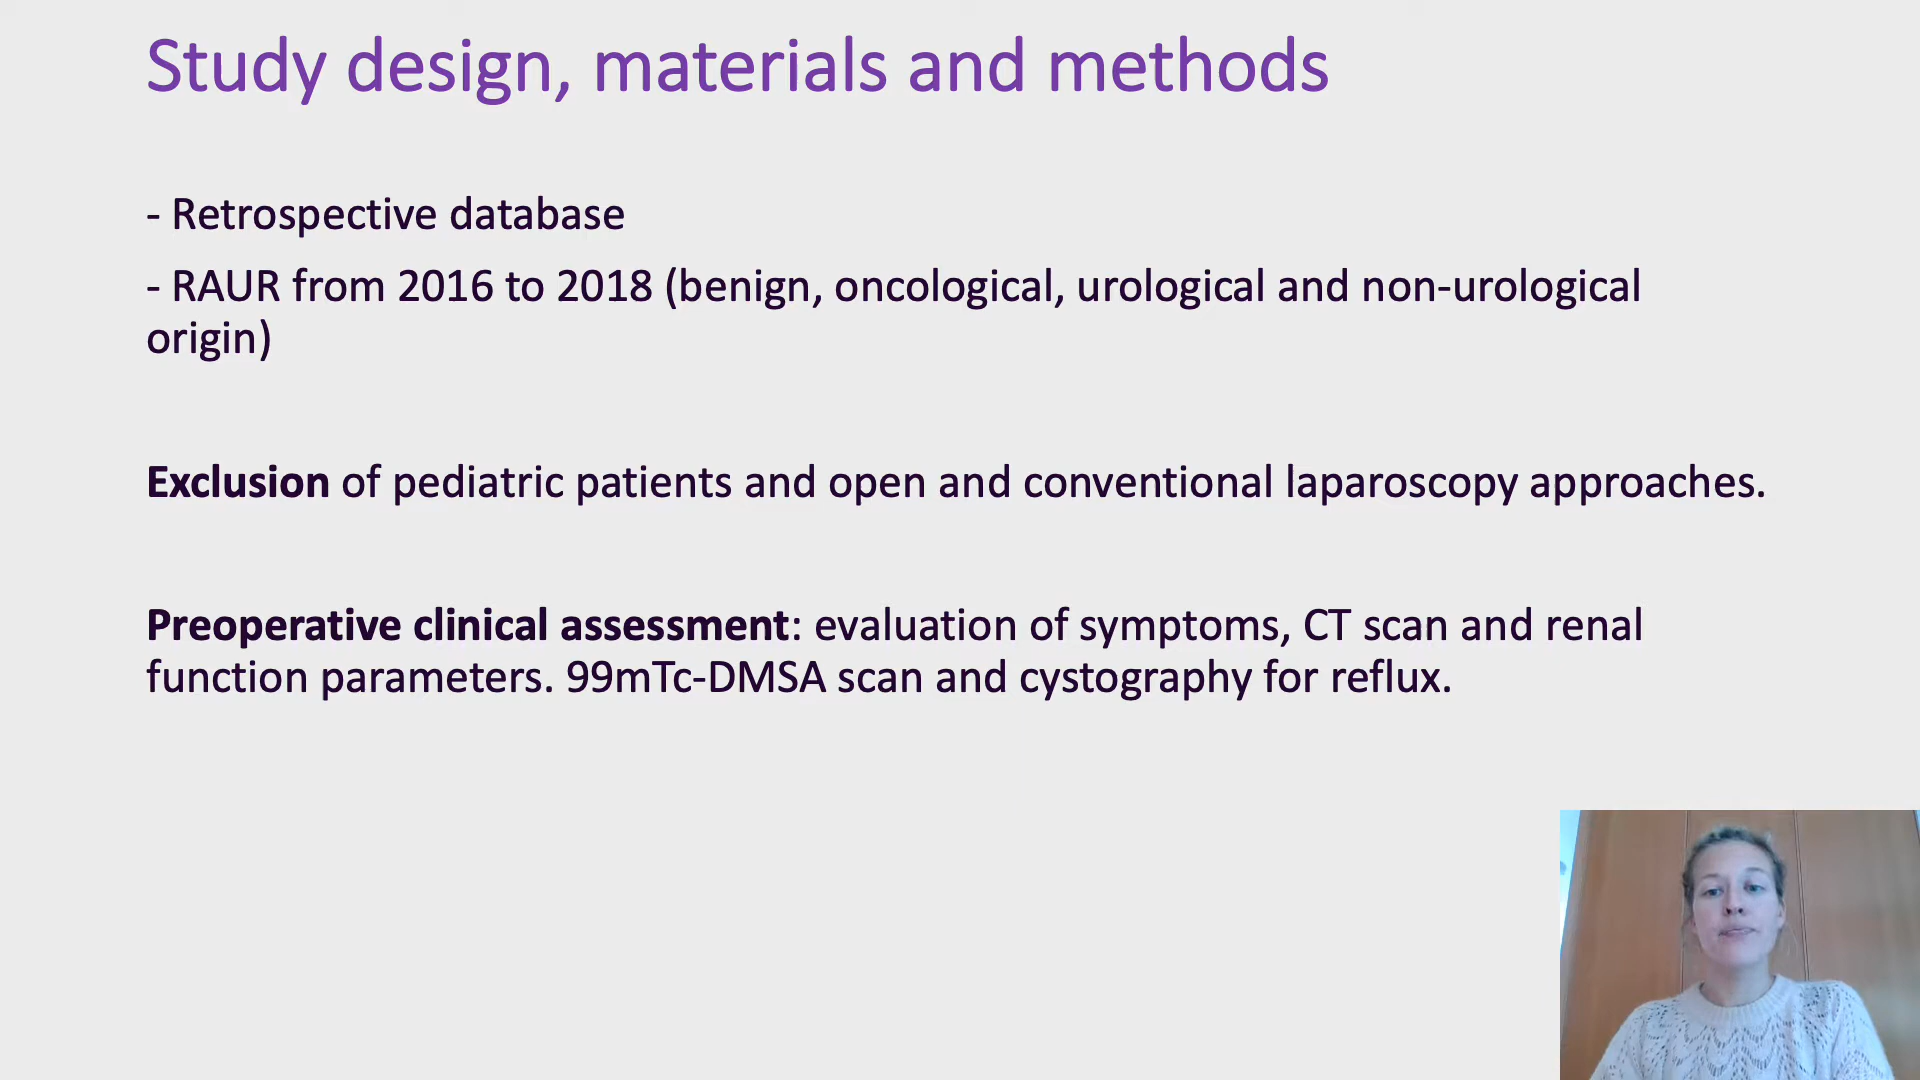 Study design, materials and methods
- Retrospective database
- RAUR from 2016 to 2018 (benign, oncological, urological and non-urological
origin)
Exclusion of pediatric patients and open and conventional laparoscopy approaches.
Preoperative clinical assessment: evaluation of symptoms, CT scan and renal
function parameters. 99mTc-DMSA scan and cystography for reflux.